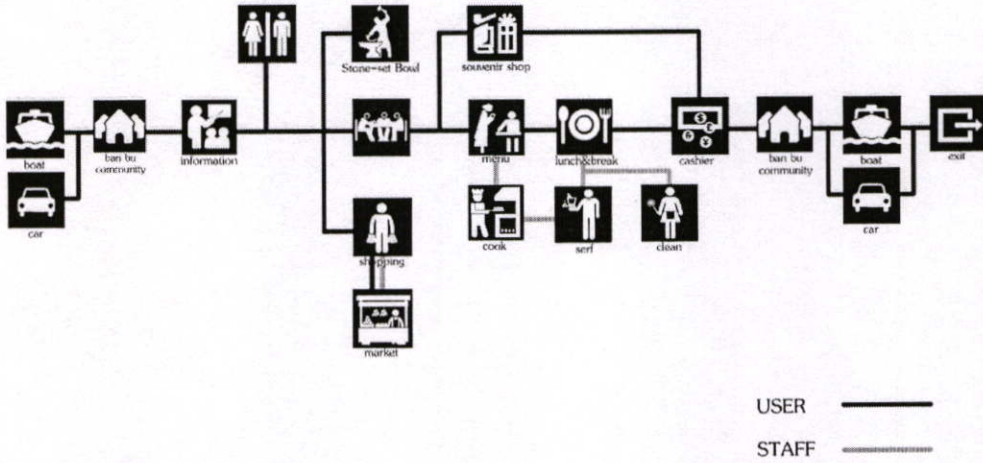 Stone-set Bowl
souvenir shop
boat
ban bu
community
information
menu
lunch&break
cashier
ban bu
community
boat
exit
car
shopping
cook
serf
clean
car
market
USER
STAFF